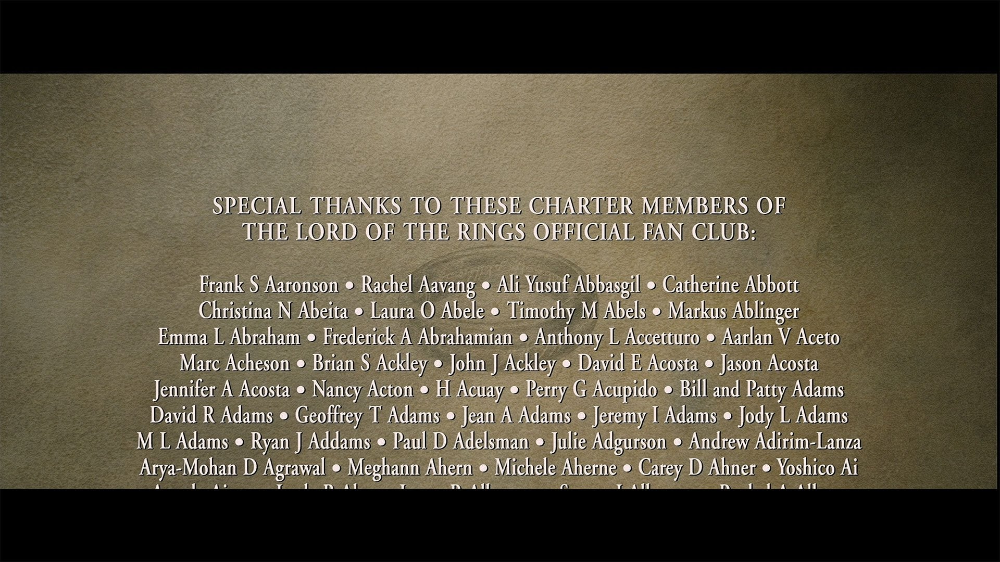 SPECIAL THANKS TO THESE CHARTER MEMBERS OF
THE LORD OF THE RINGS OFFICIAL FAN CLUB:
Frank S Aaronson • Rachel Aavang • Ali Yusuf Abbasgil • Catherine Abbott
Christina N Abeita • Laura O Abele • Timothy M Abels • Markus Ablinger
Emma L Abraham • Frederick A Abrahamian • Anthony L Accetturo • Aarlan V Aceto
Marc Acheson • Brian S Ackley • John J Ackley • David E Acosta • Jason Acosta
Jennifer A Acosta • Nancy Acton • H Acuay • Perry G Acupido • Bill and Patty Adams
David R Adams • Geoffrey T Adams • Jean A Adams • Jeremy I Adams • Jody L Adams
M L Adams • Ryan J Addams • Paul D Adelsman • Julie Adgurson • Andrew Adirim-Lanza
Arya-Mohan D Agrawal • Meghann Ahern • Michele Aherne • Carey D Ahner • Yoshico Ai